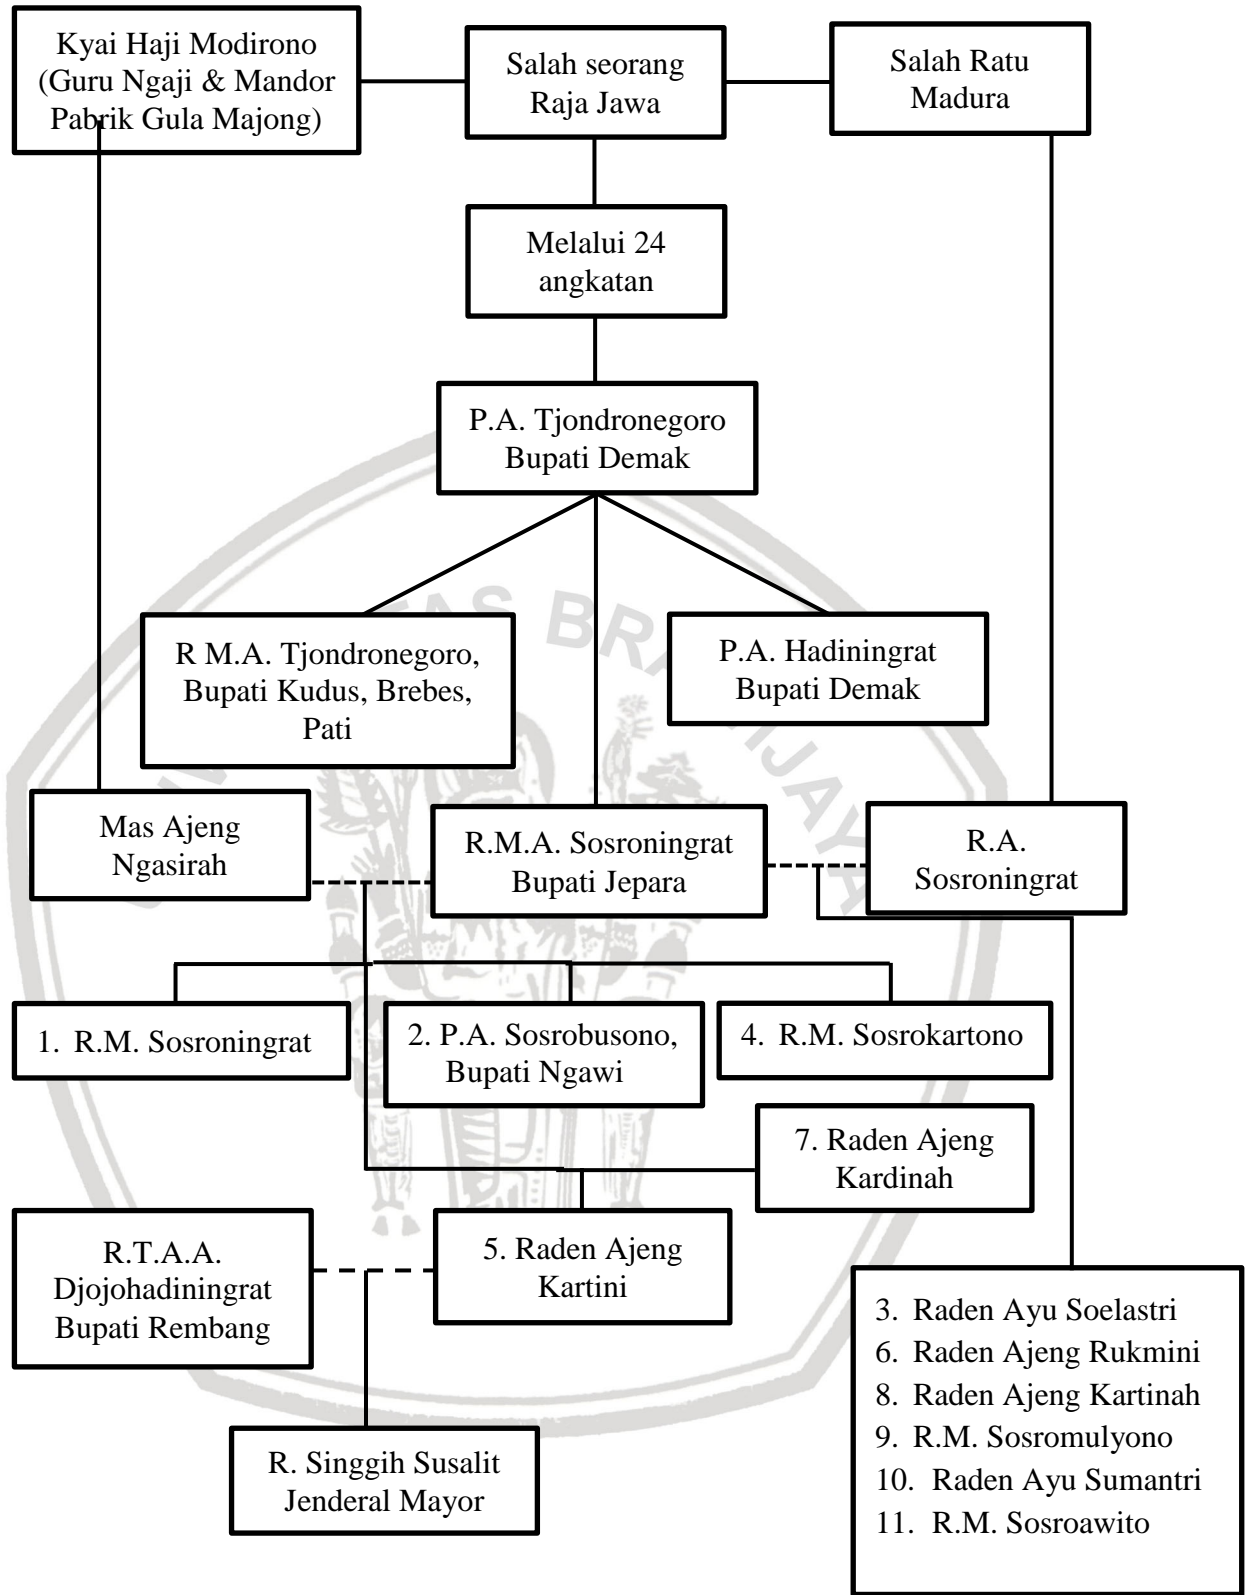 Kyai Haji Modirono
(Guru Ngaji & Mandor
Pabrik Gula Majong)
Salah seorang
Raja Jawa
Salah Ratu
Madura
Melalui 24
angkatan
P.A. Tjondronegoro
Bupati Demak
R M.A. Tjondronegoro,
Bupati Kudus, Brebes,
Pati
P.A. Hadiningrat
Bupati Demak
Mas Ajeng
Ngasirah
R.M.A. Sosroningrat
Bupati Jepara
R.A.
Sosroningrat
1. R.M. Sosroningrat
2. P.A. Sosrobusono,
Bupati Ngawi
4. R.M. Sosrokartono
7. Raden Ajeng
Kardinah
R.T.A.A.
Djojohadiningrat
Bupati Rembang
5. Raden Ajeng
Kartini
3. Raden Ayu Soelastri
6. Raden Ajeng Rukmini
8. Raden Ajeng Kartinah
9. R.M. Sosromulyono
10. Raden Ayu Sumantri
11. R.M. Sosroawito
R. Singgih Susalit
Jenderal Mayor